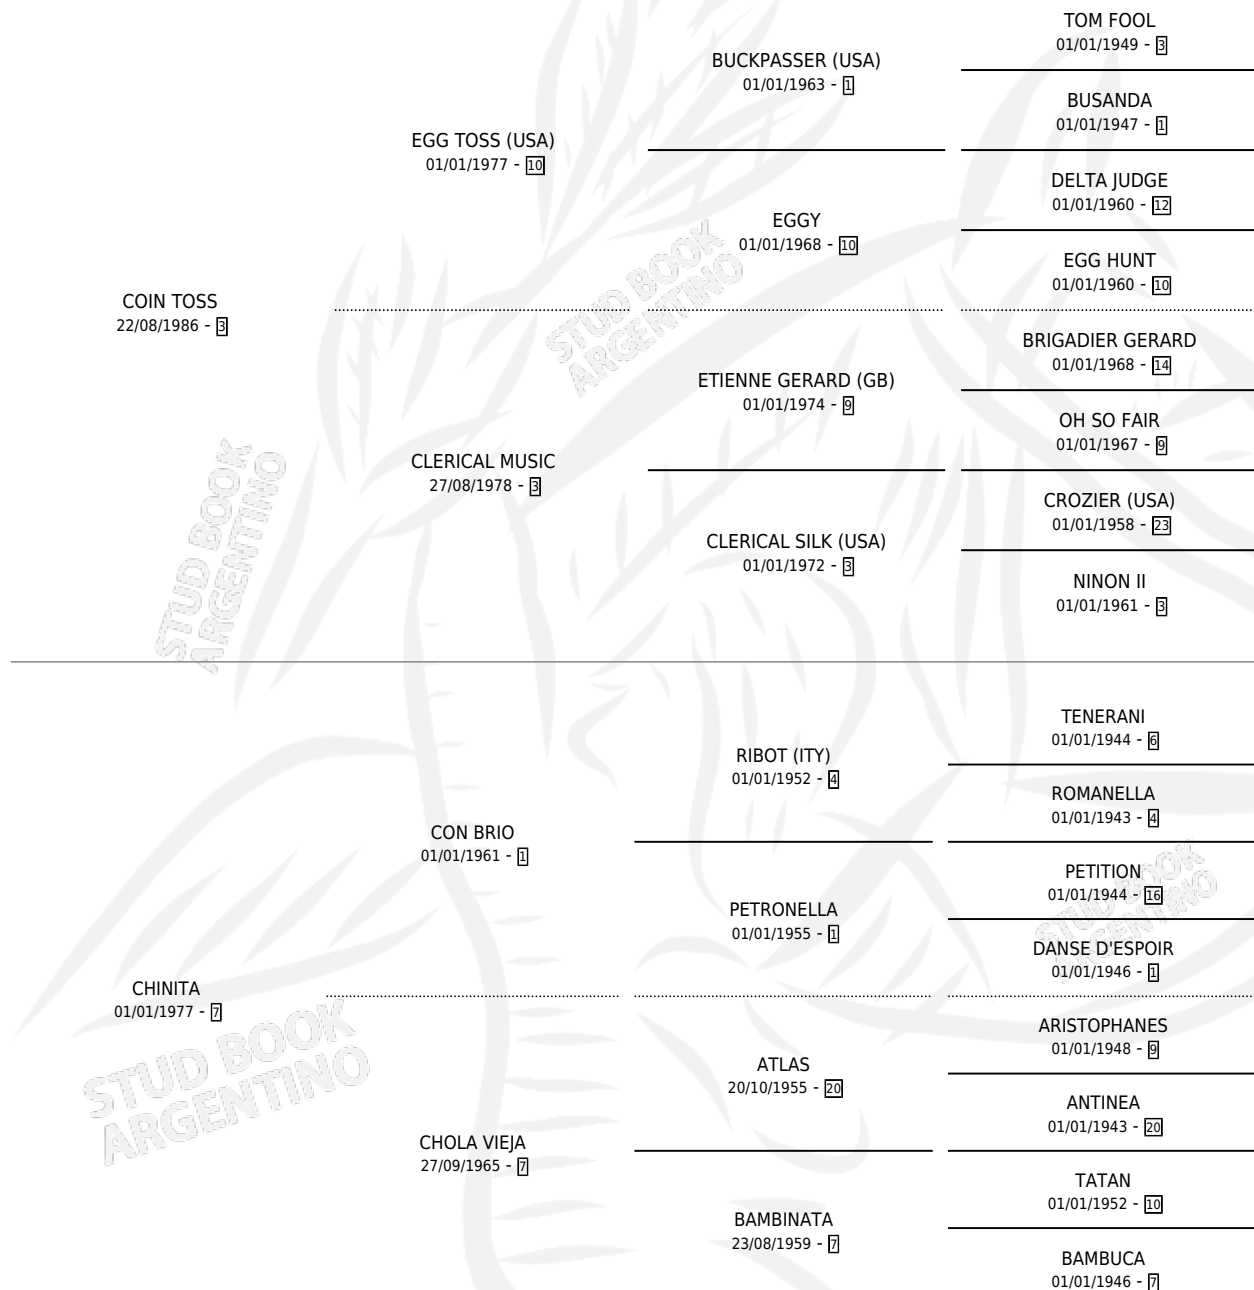 COIN TOSS
22/08/1986 - 3
EGG TOSS (USA)
01/01/1977 - 10
CLERICAL MUSIC
27/08/1978 - 3
BUCKPASSER (USA)
01/01/1963 - 1
EGGY
01/01/1968 - 10
ETIENNE GERARD (GB)
01/01/1974 - 9
CLERICAL SILK (USA)
01/01/1972 - 3
TOM FOOL
01/01/1949 - 3
BUSANDA
01/01/1947 - 1
DELTA JUDGE
01/01/1960 - 12
EGG HUNT
01/01/1960 - 10
BRIGADIER GERARD
01/01/1968 - 14
OH SO FAIR
01/01/1967 - 9
CROZIER (USA)
01/01/1958 - 23
NINON II
01/01/1961 - 3
STUD BOOK
ARGENTINO
STUD BOOK
ARGENTINO
CHINITA
01/01/1977 - 7
CON BRIO
01/01/1961 - 1
CHOLA VIEJA
27/09/1965 - 7
RIBOT (ITY)
01/01/1952 - 4
PETRONELLA
01/01/1955 - 1
ATLAS
20/10/1955 - 20
BAMBINATA
23/08/1959 - 7
TENERANI
01/01/1944 - 6
ROMANELLA
01/01/1943 - 4
PETITION
01/01/1944 - 16
DANSE D'ESPOIR
01/01/1946 - 1
ARISTOPHANES
01/01/1948 - 9
ANTINEA
01/01/1943 - 20
TATAN
01/01/1952 - 10
BAMBUCA
01/01/1946 - 7
STUD BOOK
ARGENTINO
STUD BOOK
ARGENTINO